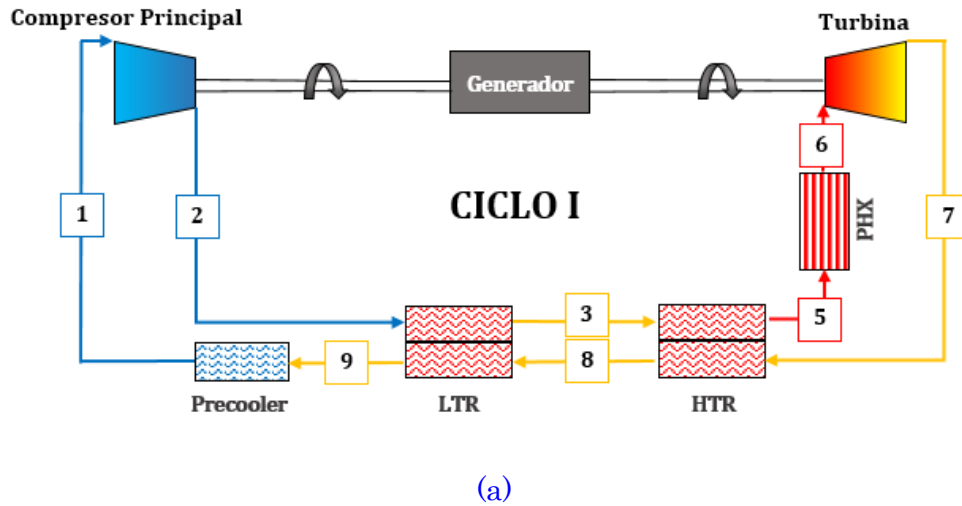 Compresor Principal
Turbina
Generador
6
1
2
CICLO I
PHX
7
3
5
9
8
Precooler
LTR
HTR
(a)